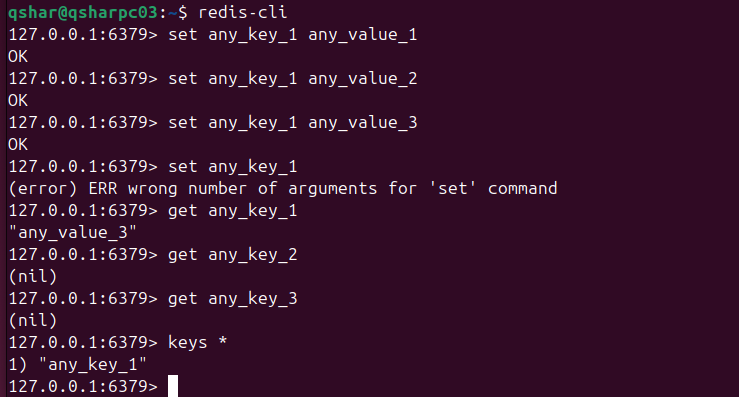 qshar@qsharpc03:~$ redis-cli
127.0.0.1:6379> set any_key_1 any_value_1
OK
127.0.0.1:6379> set any_key_1 any_value_2
OK
127.0.0.1:6379> set any_key_1 any_value_3
OK
127.0.0.1:6379> set any_key_1
(error) ERR wrong number of arguments for 'set' command
127.0.0.1:6379> get any_key_1
"any_value_3"
127.0.0.1:6379> get any_key_2
(nil)
127.0.0.1:6379> get any_key_3
(nil)
127.0.0.1:6379> keys *
1) "any_key_1"
127.0.0.1:6379>